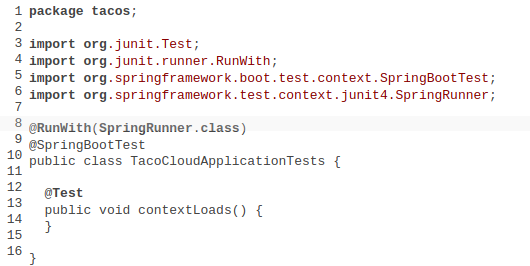 1 package tacos;
2
3 import org.junit.Test;
4 import org.junit.runner.RunWith;
5 import org.springframework.boot.test.context.SpringBootTest;
6 import org.springframework.test.context.junit4.SpringRunner;
7
8 @RunWith(SpringRunner.class)
9 @SpringBootTest
10 public class TacoCloudApplicationTests {
11
12   @Test
13   public void contextLoads() {
14   }
15
16 }